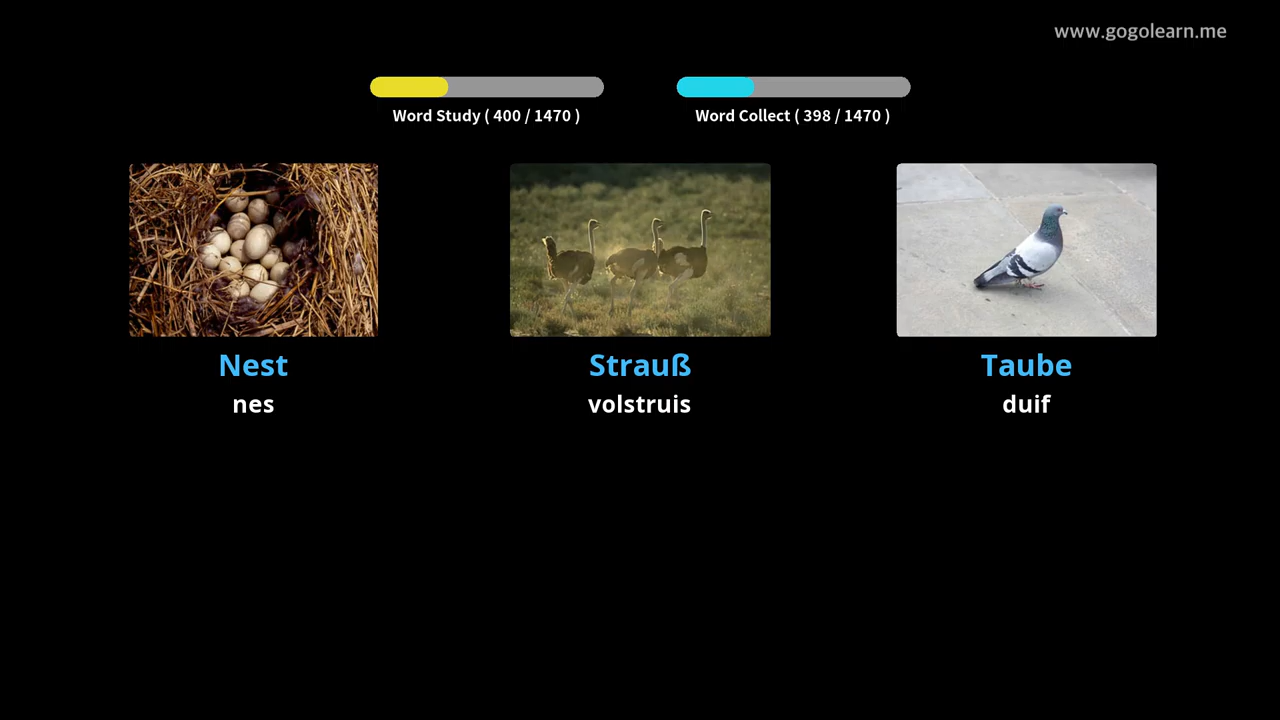 www.gogolearn.me
Word Study ( 400 / 1470 )
Word Collect ( 398 / 1470 )
Nest
Strauß
Taube
nes
volstruis
duif